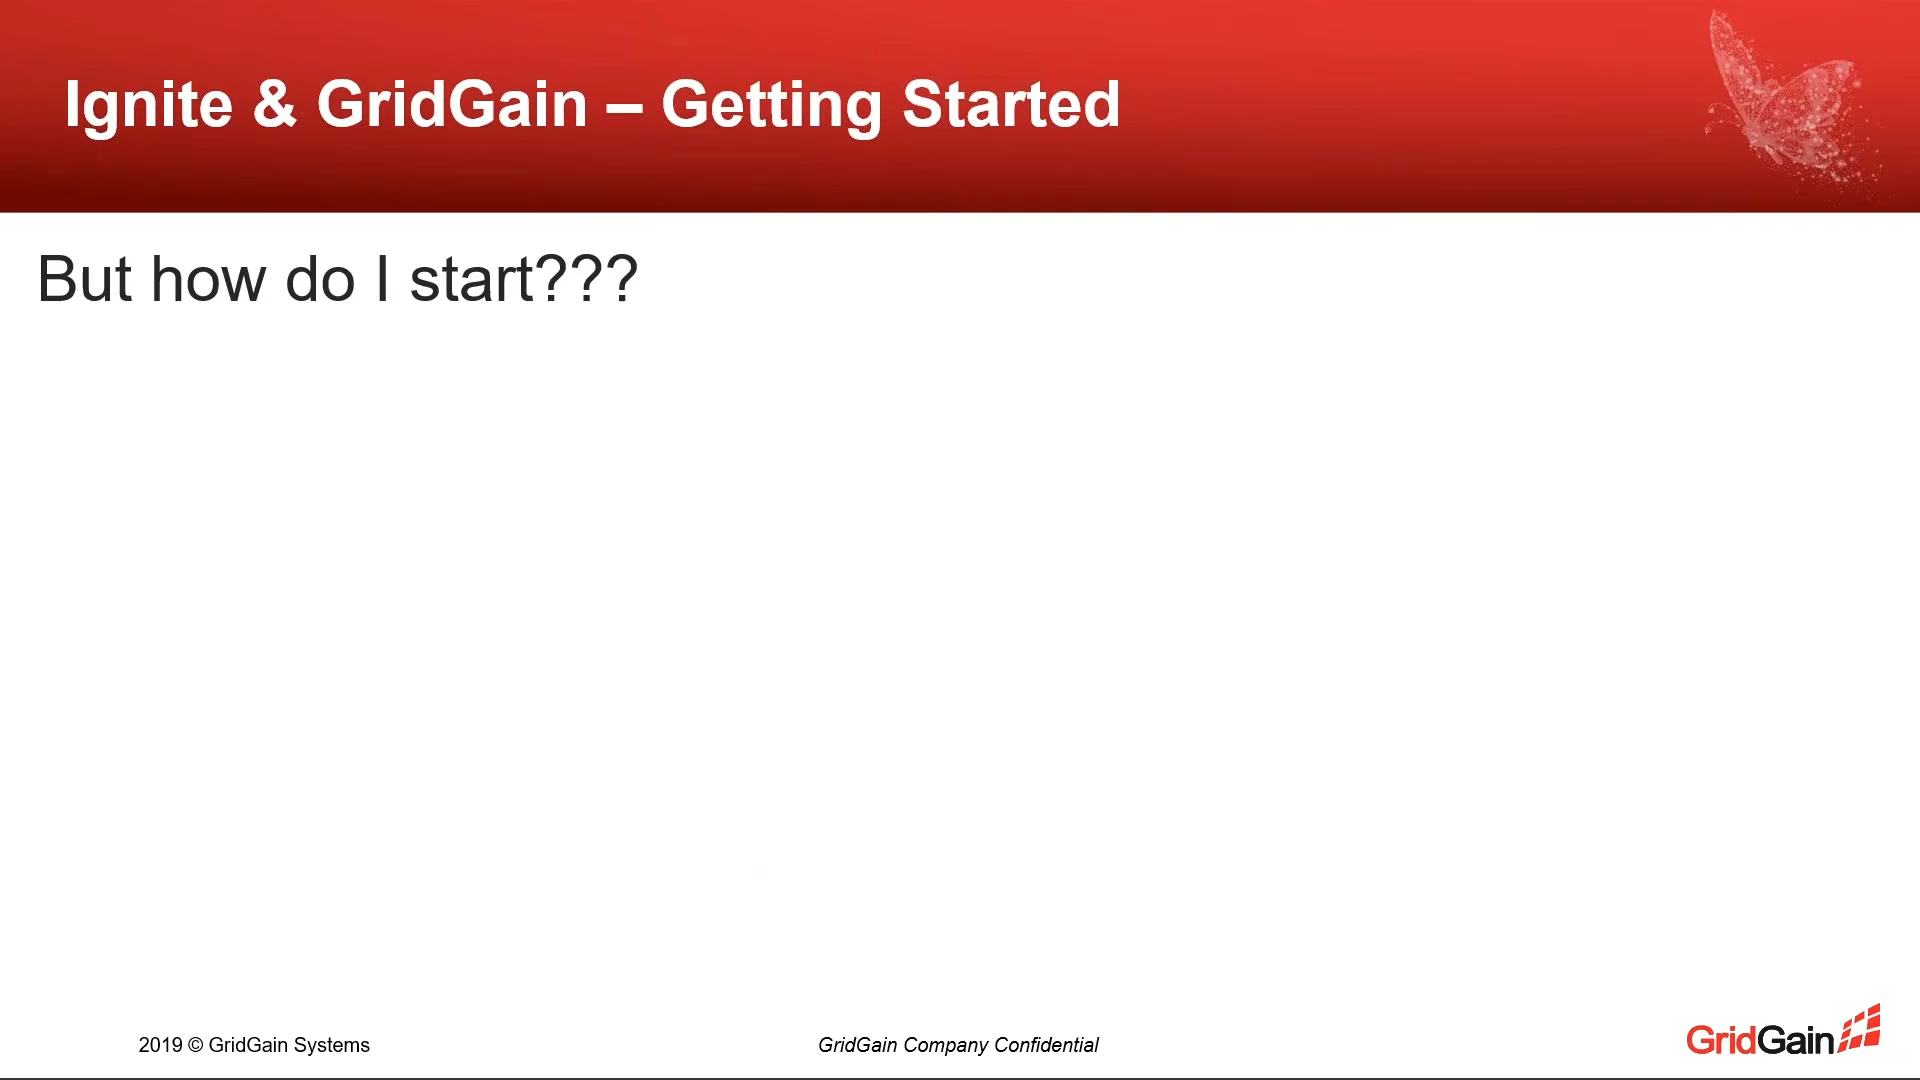 Ignite & GridGain – Getting Started
But how do I start???
2019 © GridGain Systems
GridGain Company Confidential
GridGain